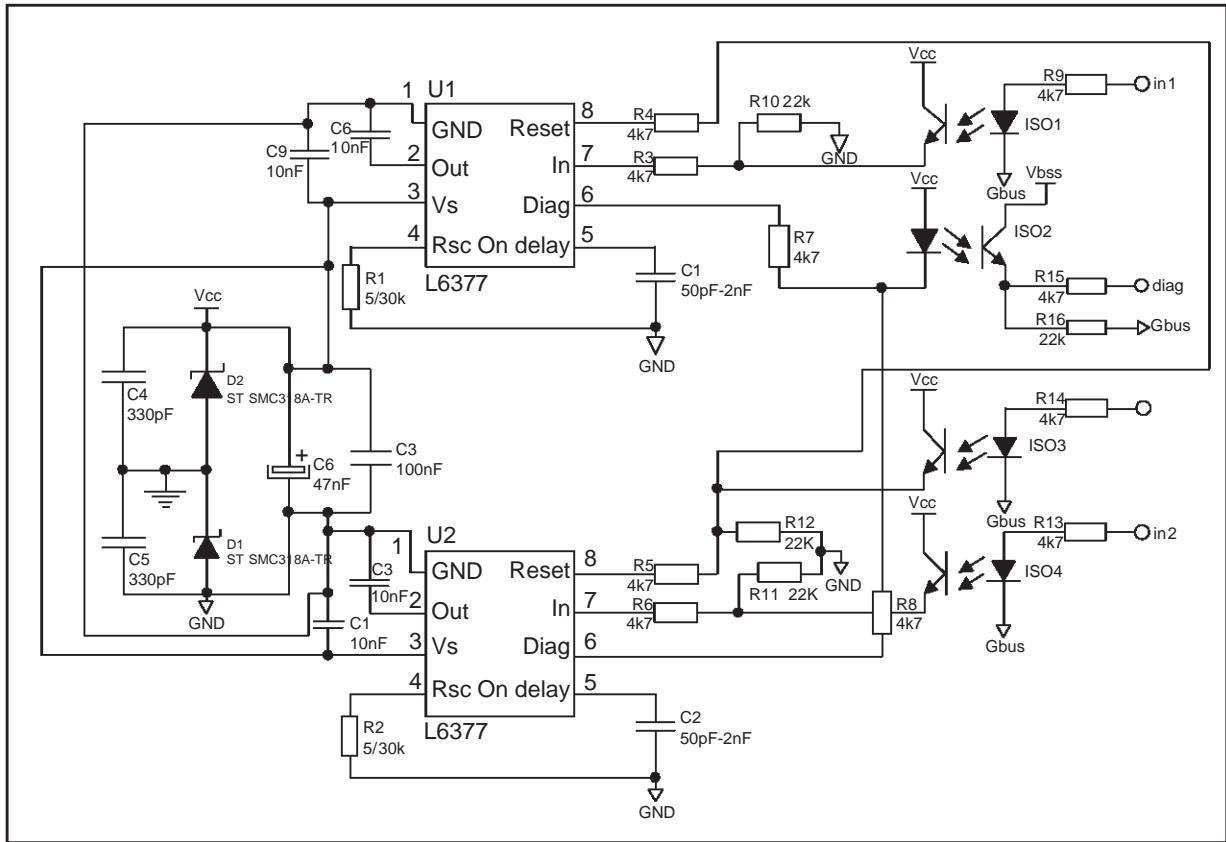 U1
1
GND
2
Out
3
Vs
4
Rsc On delay
Reset
8
In
7
Diag
6
5
L6377
C6
10nF
C9
10nF
R1
5/30k
R4
4k7
R3
4k7
R10 22k
GND
R7
4k7
C1
50pF-2nF
GND
Vcc
R9
4k7
in1
ISO1
Gbus
Vcc
Vbss
ISO2
R15
4k7
diag
R16
22k
Gbus
Vcc
C4
330pF
D2
ST SMC318A-TR
C6
47nF
+
C3
100nF
C5
330pF
D1
ST SMC318A-TR
GND
Vcc
R14
4k7
ISO3
Gbus
Vcc
R13
4k7
in2
ISO4
Gbus
U2
1
GND
2
Out
3
Vs
4
Rsc On delay
Reset
8
In
7
Diag
6
5
L6377
C3
10nF
C1
10nF
R2
5/30k
R5
4k7
R6
4k7
R12
22K
R11 22K
GND
R8
4k7
C2
50pF-2nF
GND